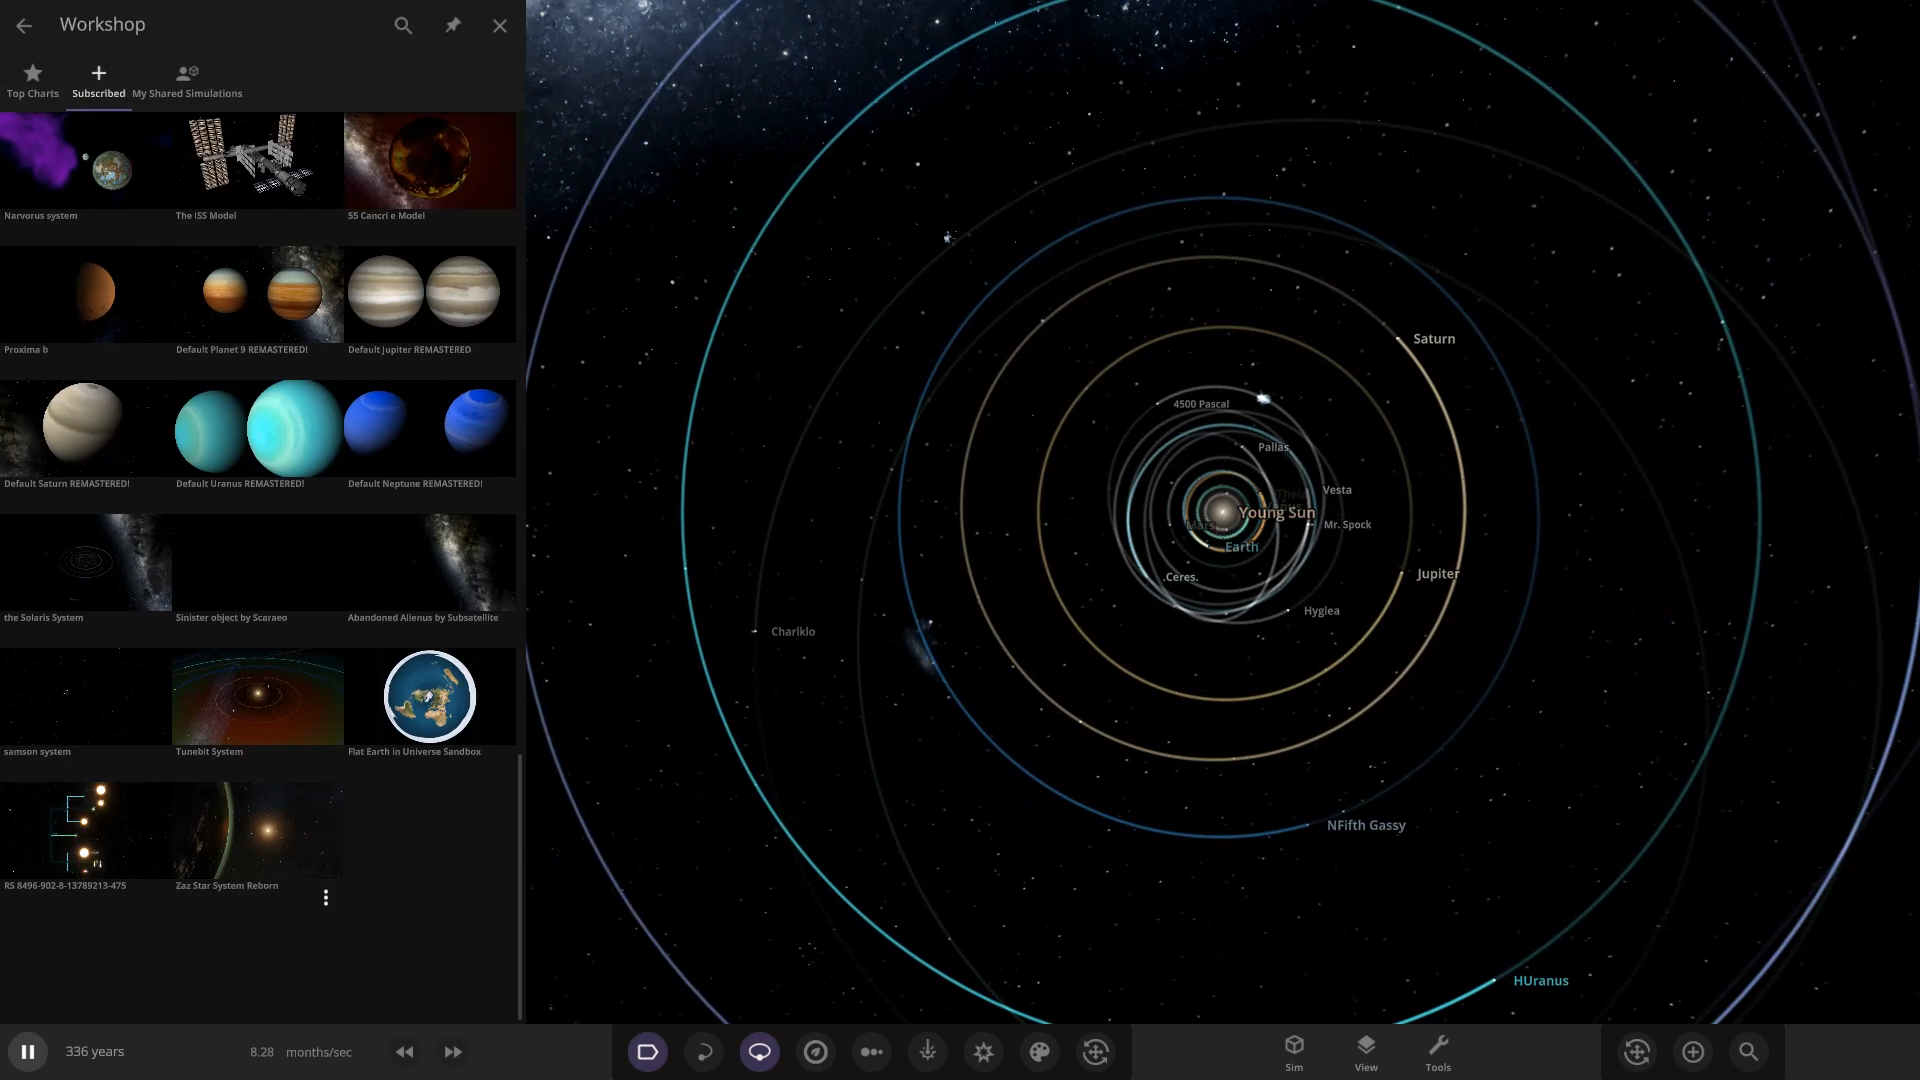 Workshop
Top Charts
Subscribed
My Shared Simulations
Narvorus system
The ISS Model
55 Cancri e Model
Proxima b
Default Planet 9 REMASTERED!
Default Jupiter REMASTERED
Default Saturn REMASTERED!
Default Uranus REMASTERED!
Default Neptune REMASTERED!
the Solaris System
Sinister object by Scaraeo
Abandoned Alienus by Subsatellite
samson system
Tunebit System
Flat Earth in Universe Sandbox
RS 8496-902-8-13789213-475
Zaz Star System Reborn
Saturn
4500 Pascal
Pallas
Vesta
Young Sun
Mars
Mr. Spock
Earth
Jupiter
.Ceres.
Hygiea
Chariklo
NFifth Gassy
HUranus
336 years
8.28 months/sec
Sim
View
Tools